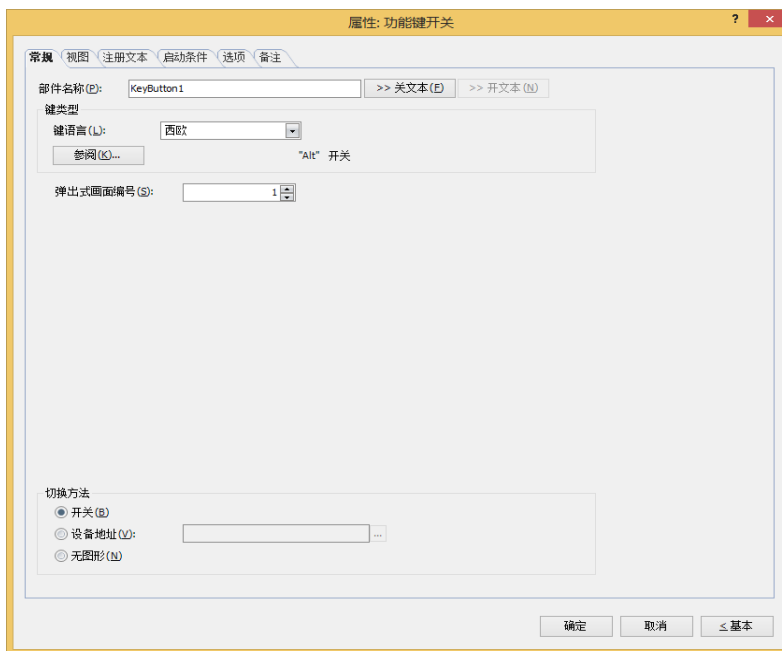 属性: 功能键开关
?
×
常规 视图 注册文本 启动条件 选项 备注
部件名称(P): KeyButton1 >> 关文本(F) >> 开文本(N)
键类型
键语言(L): 西欧
参阅(K)... "Alt" 开关
弹出式画面编号(S): 1
切换方法
开关(B)
设备地址(V): ...
无图形(N)
确定 取消 ≤基本